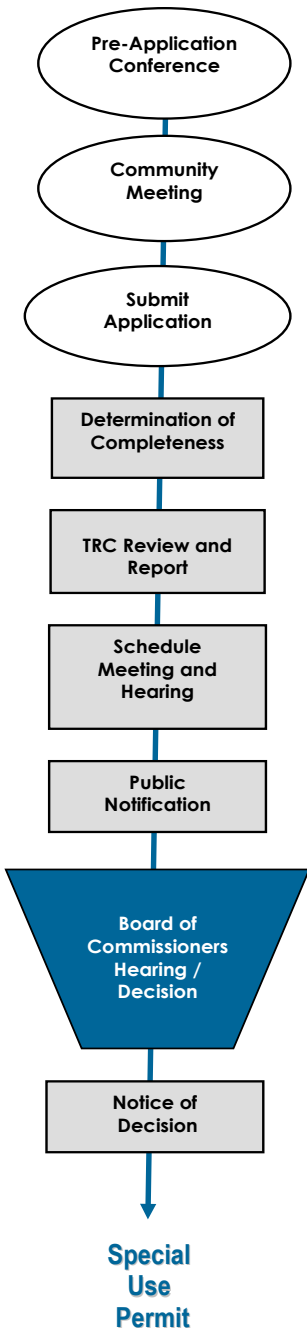 Pre-Application
Conference
Community
Meeting
Submit
Application
Determination of
Completeness
TRC Review and
Report
Schedule
Meeting and
Hearing
Public
Notification
Board of
Commissioners
Hearing /
Decision
Notice of
Decision
Special
Use
Permit